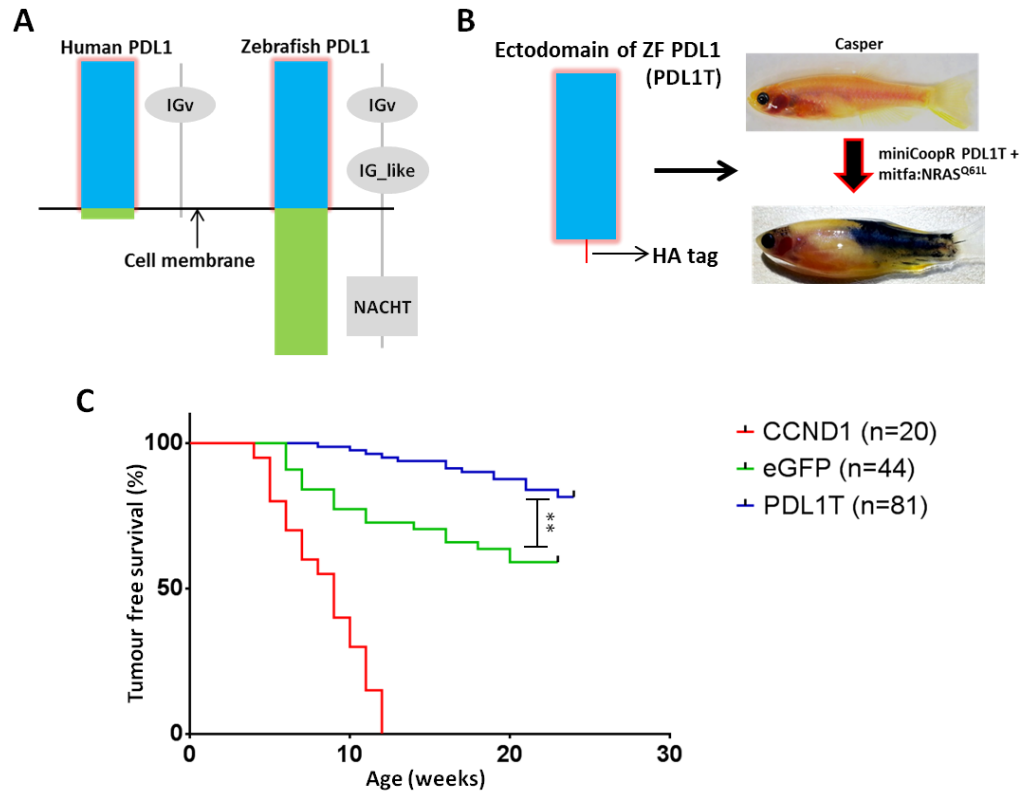 A
Human PDL1
Zebrafish PDL1
IGv
IGv
IG_like
Cell membrane
NACHT
B
Ectodomain of ZF PDL1
(PDL1T)
HA tag
Casper
miniCoopR PDL1T +
mitfa:NRASQ61L
C
Tumour free survival (%)
100
50
0
0
10
20
30
Age (weeks)
**
CCND1 (n=20)
eGFP (n=44)
PDL1T (n=81)